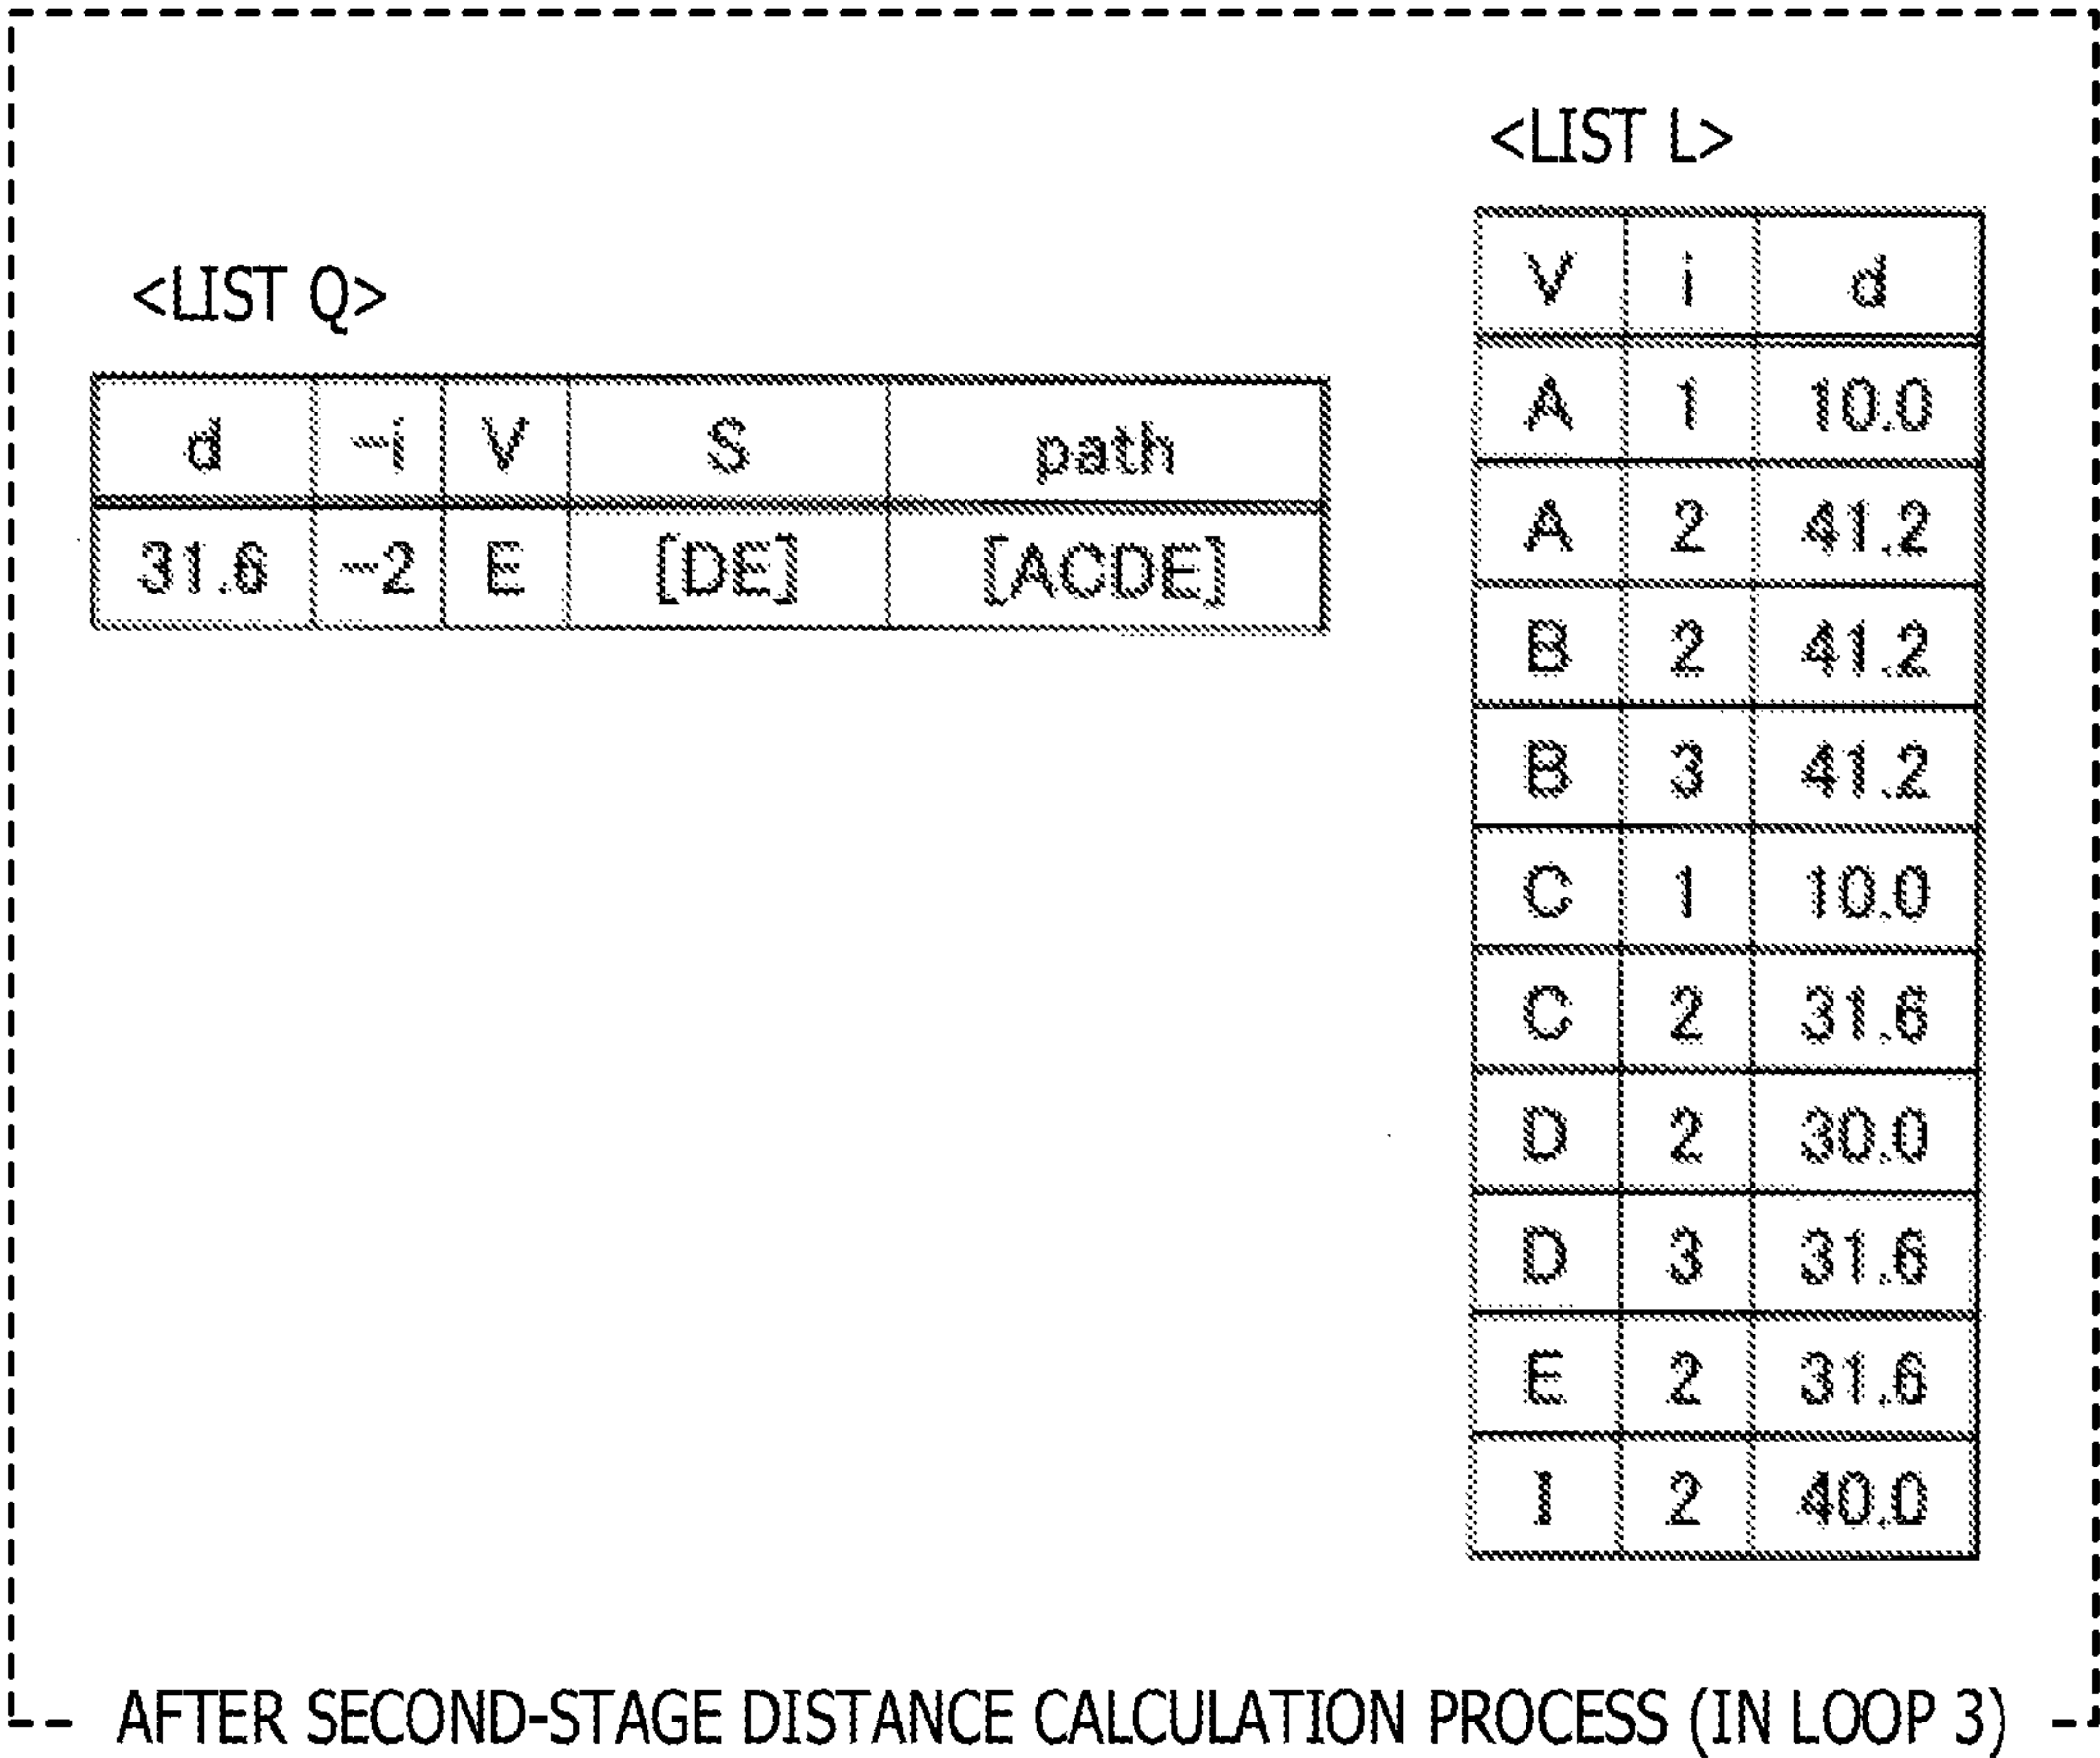 <LIST Q>
d -i V S path
31.6 -2 E [DE] [ACDE]
<LIST L>
V i d
A 1 10.0
A 2 41.2
B 2 41.2
B 3 41.2
C 1 10.0
C 2 31.6
D 2 30.0
D 3 31.6
E 2 31.6
I 2 40.0
AFTER SECOND-STAGE DISTANCE CALCULATION PROCESS (IN LOOP 3)